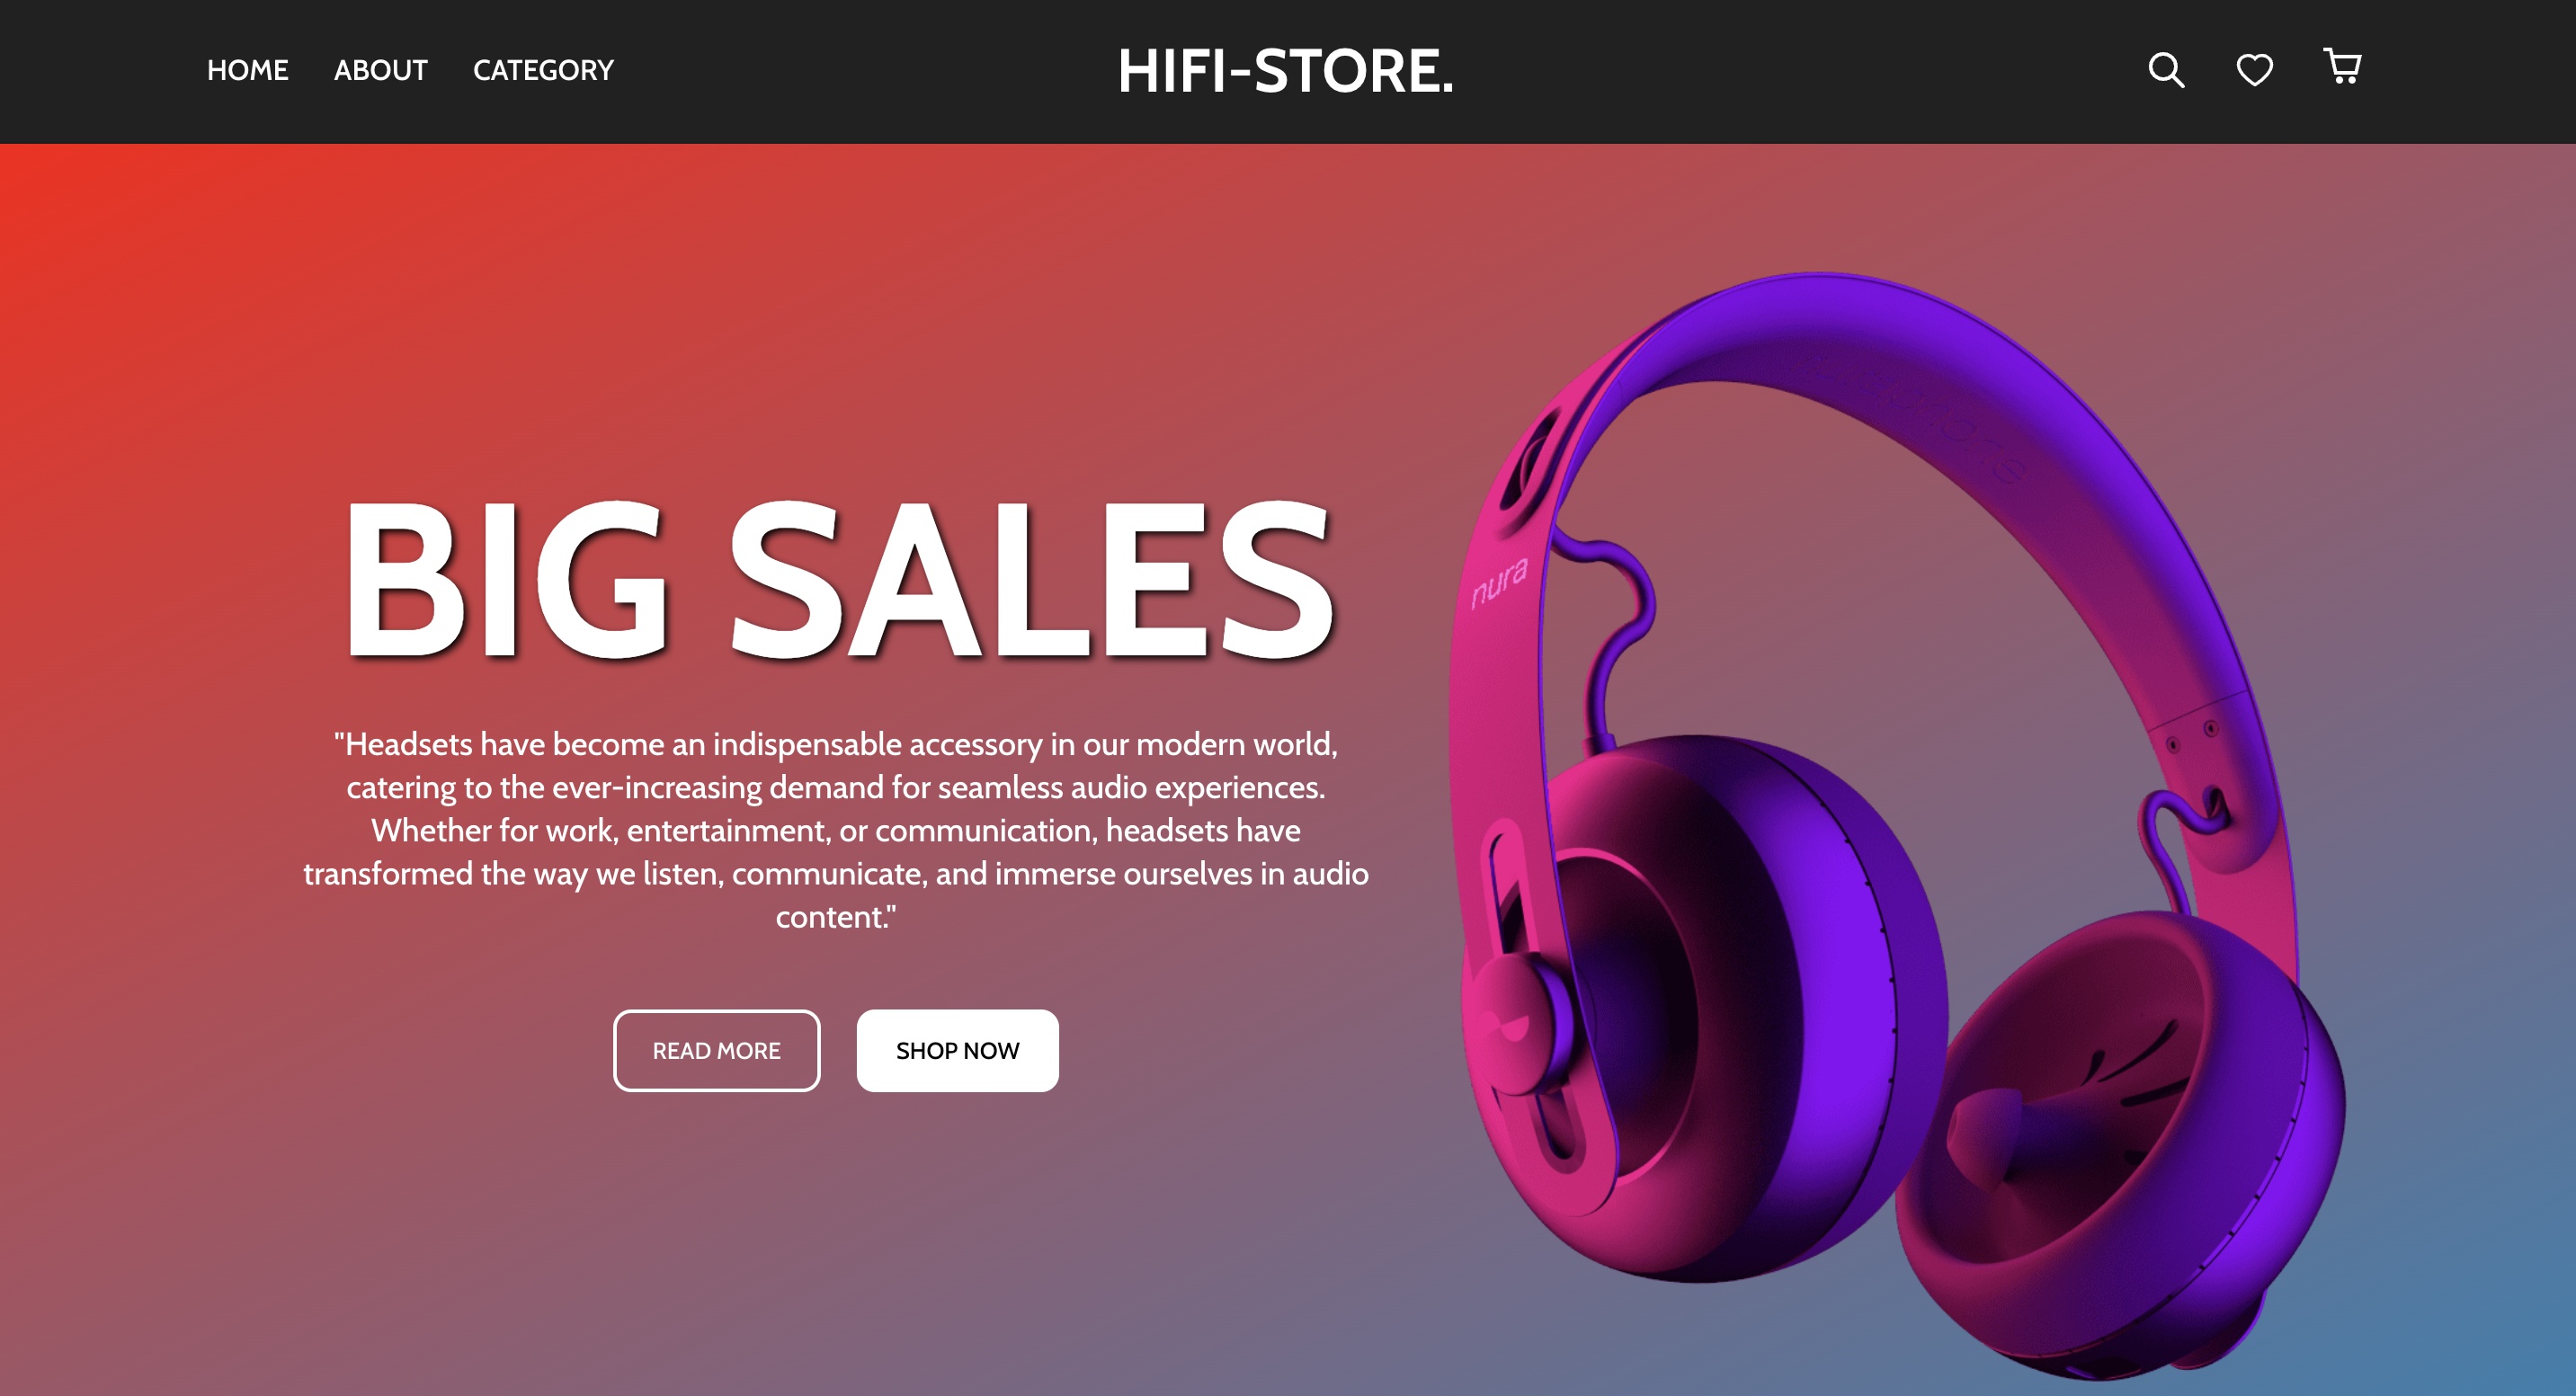 HOME ABOUT CATEGORY HIFI-STORE.
BIG SALES
"Headsets have become an indispensable accessory in our modern world,
catering to the ever-increasing demand for seamless audio experiences.
Whether for work, entertainment, or communication, headsets have
transformed the way we listen, communicate, and immerse ourselves in audio
content."
READ MORE SHOP NOW
nura